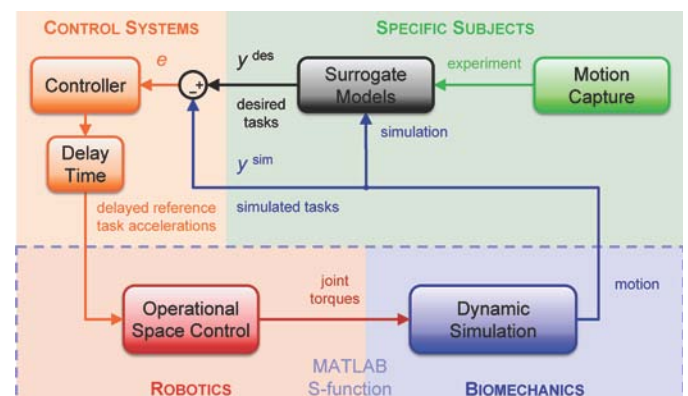 CONTROL SYSTEMS
SPECIFIC SUBJECTS
e
y des
Controller
Surrogate
Models
experiment
Motion
Capture
desired
tasks
simulation
Delay
Time
y sim
delayed reference
task accelerations
simulated tasks
joint
torques
motion
Operational
Space Control
Dynamic
Simulation
MATLAB
S-function
ROBOTICS
BIOMECHANICS